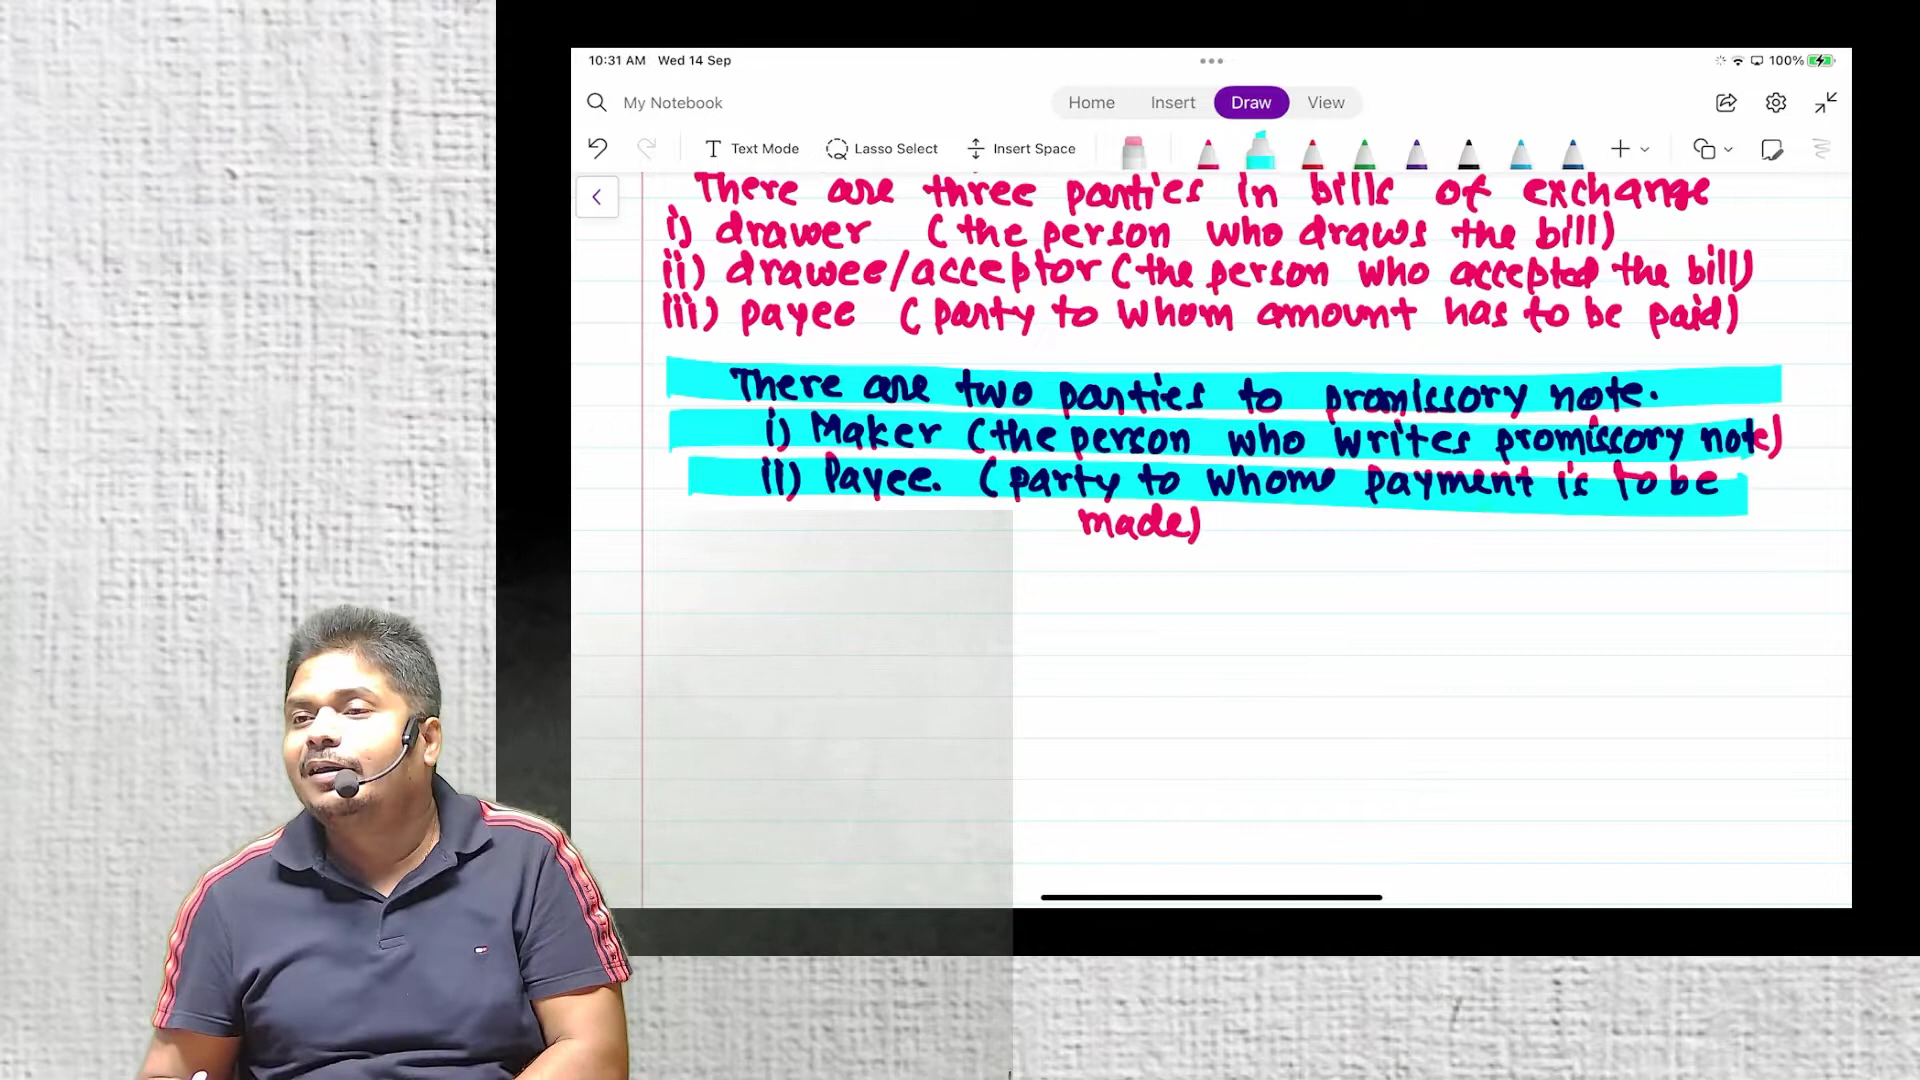 10:31 AM Wed 14 Sep
100%
My Notebook
Home Insert Draw View
Text Mode Lasso Select Insert Space
There are three parties in bills of exchange
i) drawer (the person who draws the bill)
ii) drawee/acceptor (the person who accepted the bill)
iii) payee (party to whom amount has to be paid)
There are two parties to promissory note.
i) Maker (the person who writes promissory note)
ii) Payee. (party to whom payment is to be
made)